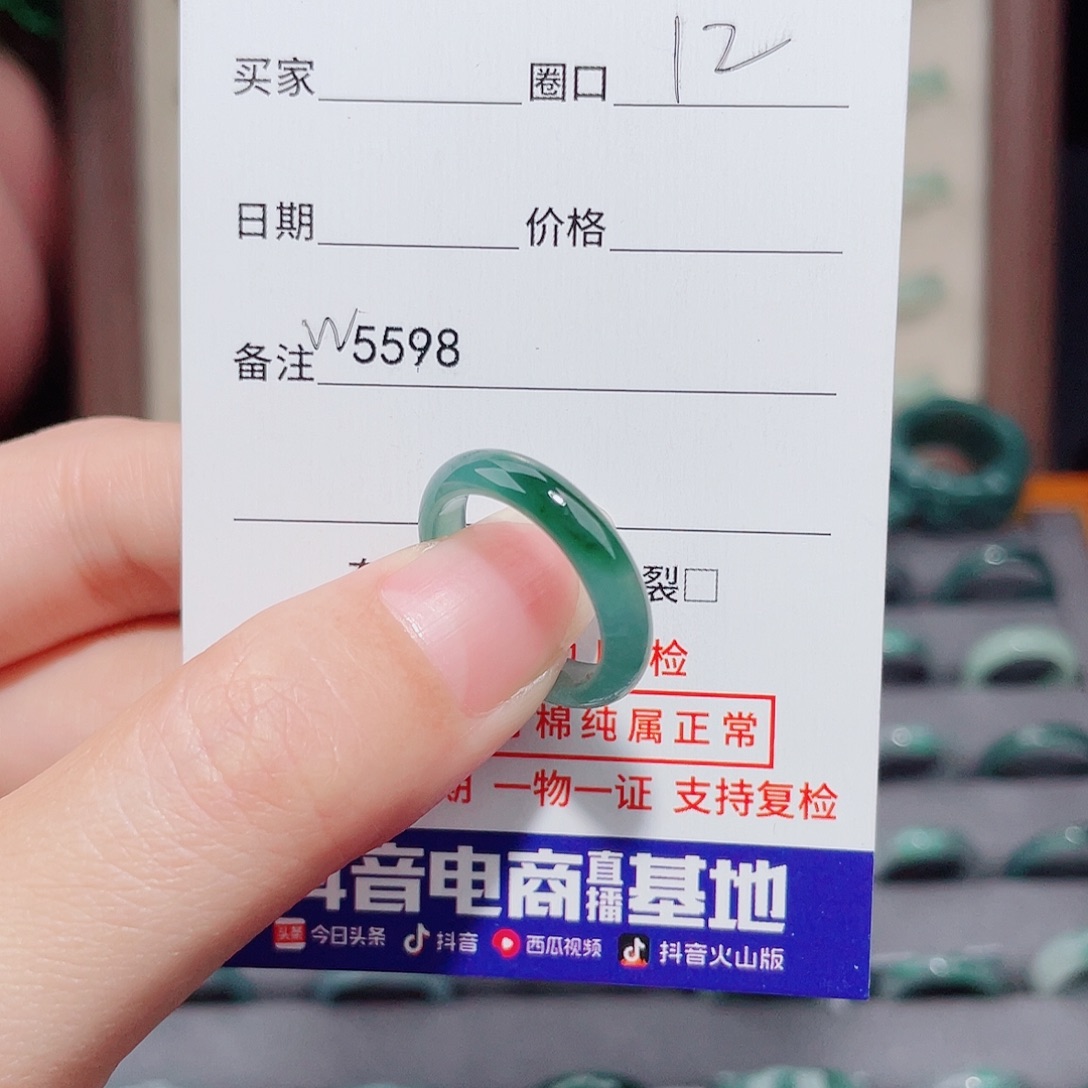 买家 圈口 12
日期 价格
备注 W5598
裂□
检
棉纯属正常
期 一物一证 支持复检
抖音电商直播基地
头条 今日头条 抖音 西瓜视频 抖音火山版